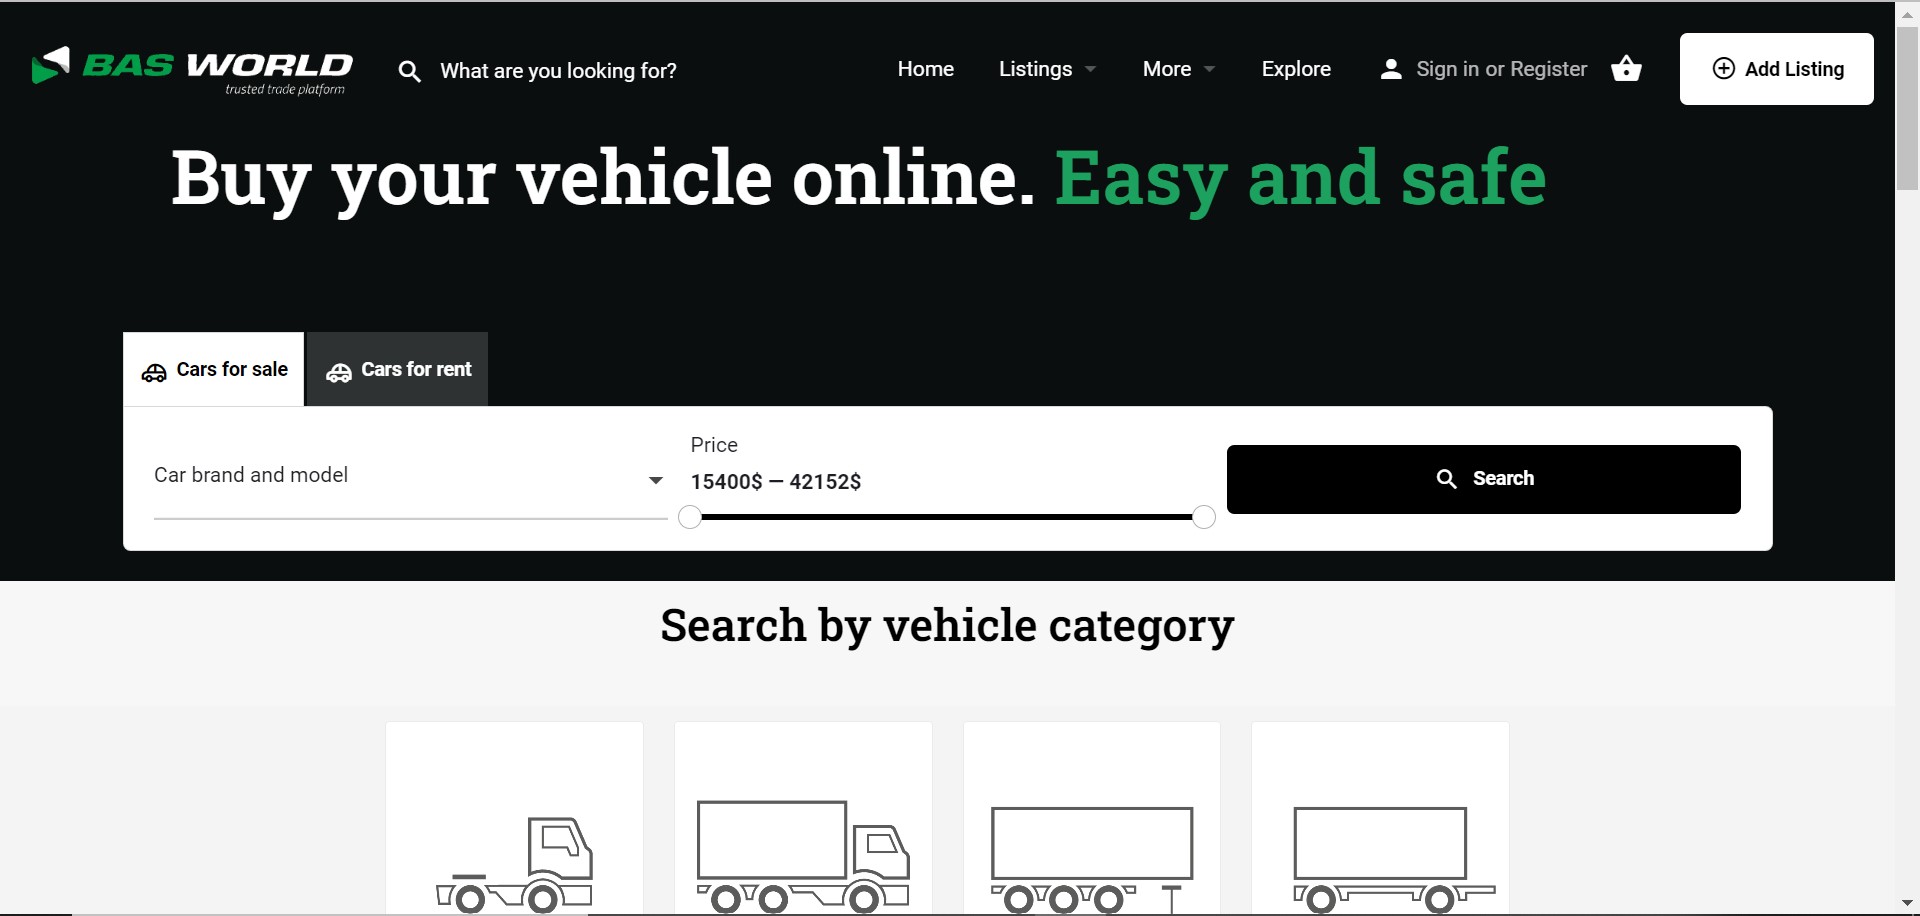 BAS WORLD
trusted trade platform
What are you looking for?
Home
Listings
More
Explore
Sign in or Register
Add Listing
Buy your vehicle online. Easy and safe
Cars for sale
Cars for rent
Car brand and model
Price
15400$ — 42152$
Search
Search by vehicle category